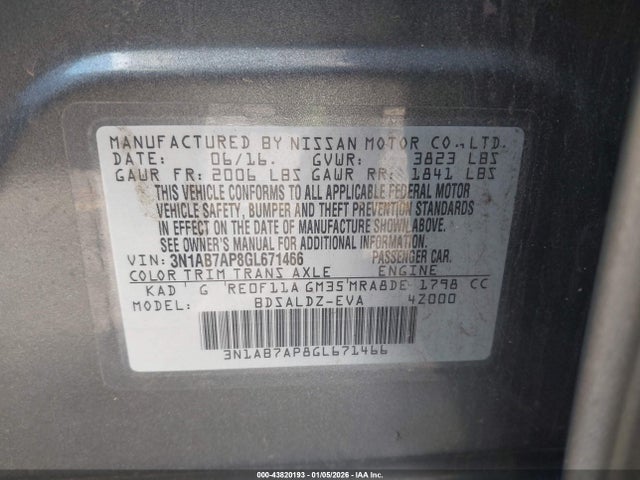 MANUFACTURED BY NISSAN MOTOR CO., LTD.
DATE: 06/16. GVWR: 3823 LBS
GAWR FR: 2006 LBS GAWR RR: 1841 LBS
THIS VEHICLE CONFORMS TO ALL APPLICABLE FEDERAL MOTOR
VEHICLE SAFETY, BUMPER AND THEFT PREVENTION STANDARDS
IN EFFECT ON THE DATE OF MANUFACTURE SHOWN ABOVE.
SEE OWNER'S MANUAL FOR ADDITIONAL INFORMATION.
VIN: 3N1AB7AP8GL671466 PASSENGER CAR.
COLOR TRIM TRANS AXLE ENGINE
KAD ' G 'RE0F11A GM35'MRA8DE 1798 CC
MODEL: BDSALDZ-EVA 4Z000
3N1AB7AP8GL671466
000-43820193 - 01/05/2026 - IAA Inc.